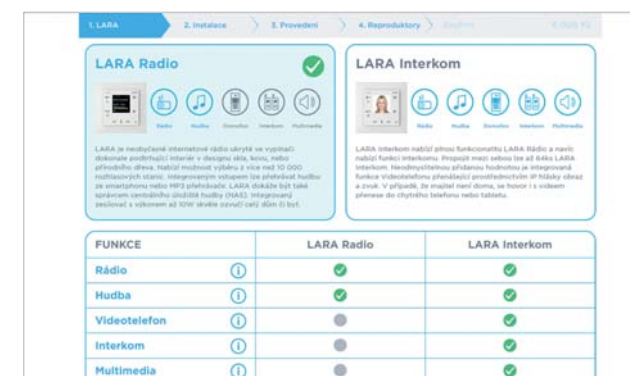 1. LARA
2. Instalace
3. Provedení
4. Reproduktory
LARA Radio
Rádio Hudba Domofon Interkom Multimedia
LARA je neobyčejné internetové rádio ukryté ve vypínači
dokonale podtrhující interiér v designu skla, kovu, nebo
přírodního dřeva. Nabízí možnost výběru z více než 10 000
rozhlasových stanic. Integrovaným vstupem lze přehrávat hudbu
ze smartphonu nebo MP3 přehrávače. LARA dokáže být také
správcem centrálního úložiště hudby (NAS). Integrovaný
zesilovač s výkonem až 10W skvěle ozvučí celý dům či byt.
LARA Interkom
Rádio Hudba Domofon Interkom Multimedia
LARA Interkom nabízí plnou funkcionalitu LARA Rádio a navíc
nabízí funkci Interkomu. Propojit mezi sebou lze až 64ks LARA
Interkom. Neodmyslitelnou přidanou hodnotou je integrovaná
funkce Videotelefonu přenášející prostřednictvím IP hlásky obraz
a zvuk. V případě, že majitel není doma, se hovor i s videem
přenese do chytrého telefonu nebo tabletu.
FUNKCE LARA Radio LARA Interkom
Rádio
Hudba
Videotelefon
Interkom
Multimedia